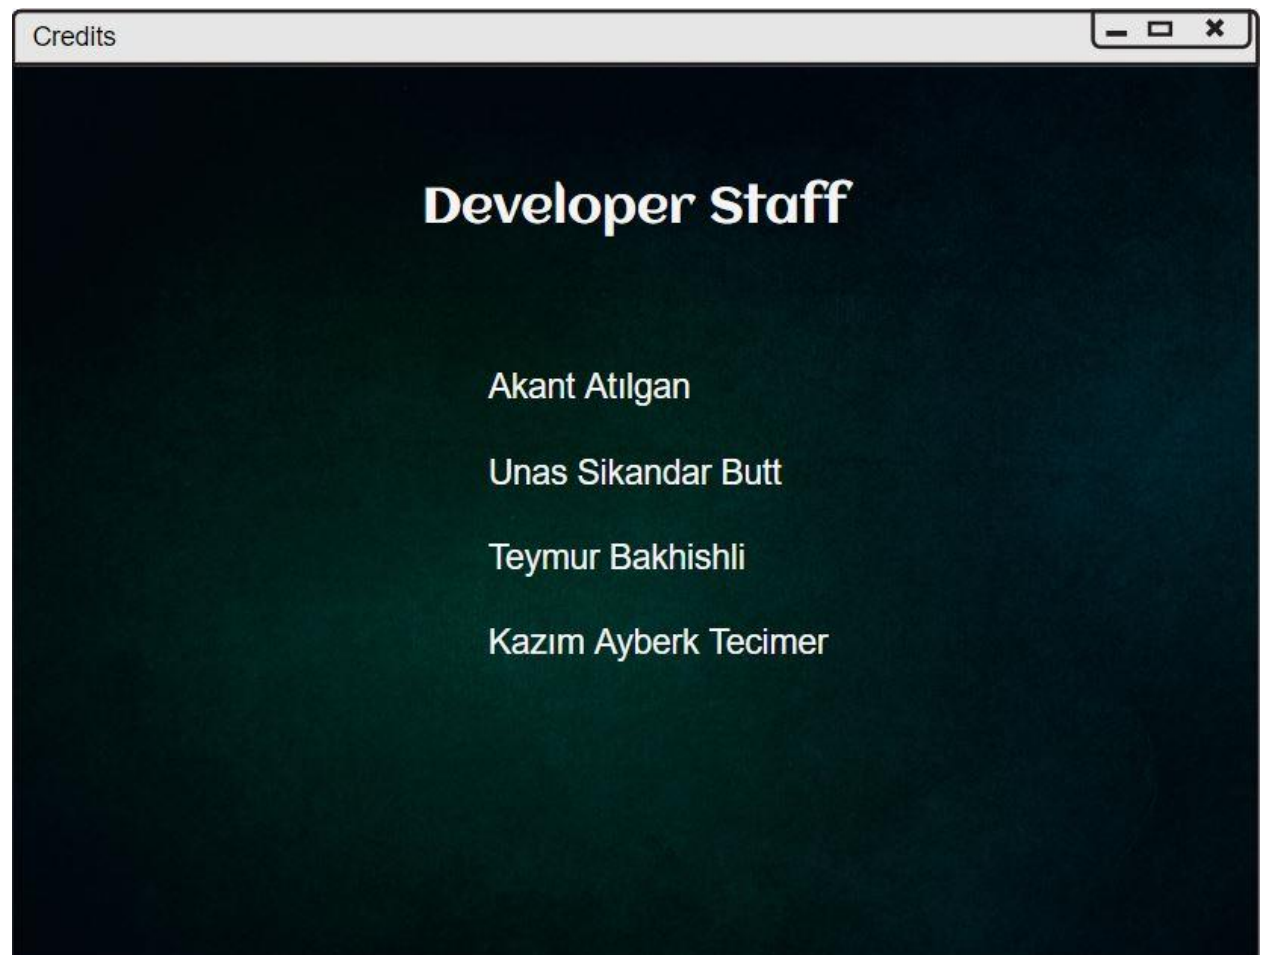 Credits
Developer Staff
Akant Atılgan
Unas Sikandar Butt
Teymur Bakhishli
Kazım Ayberk Tecimer